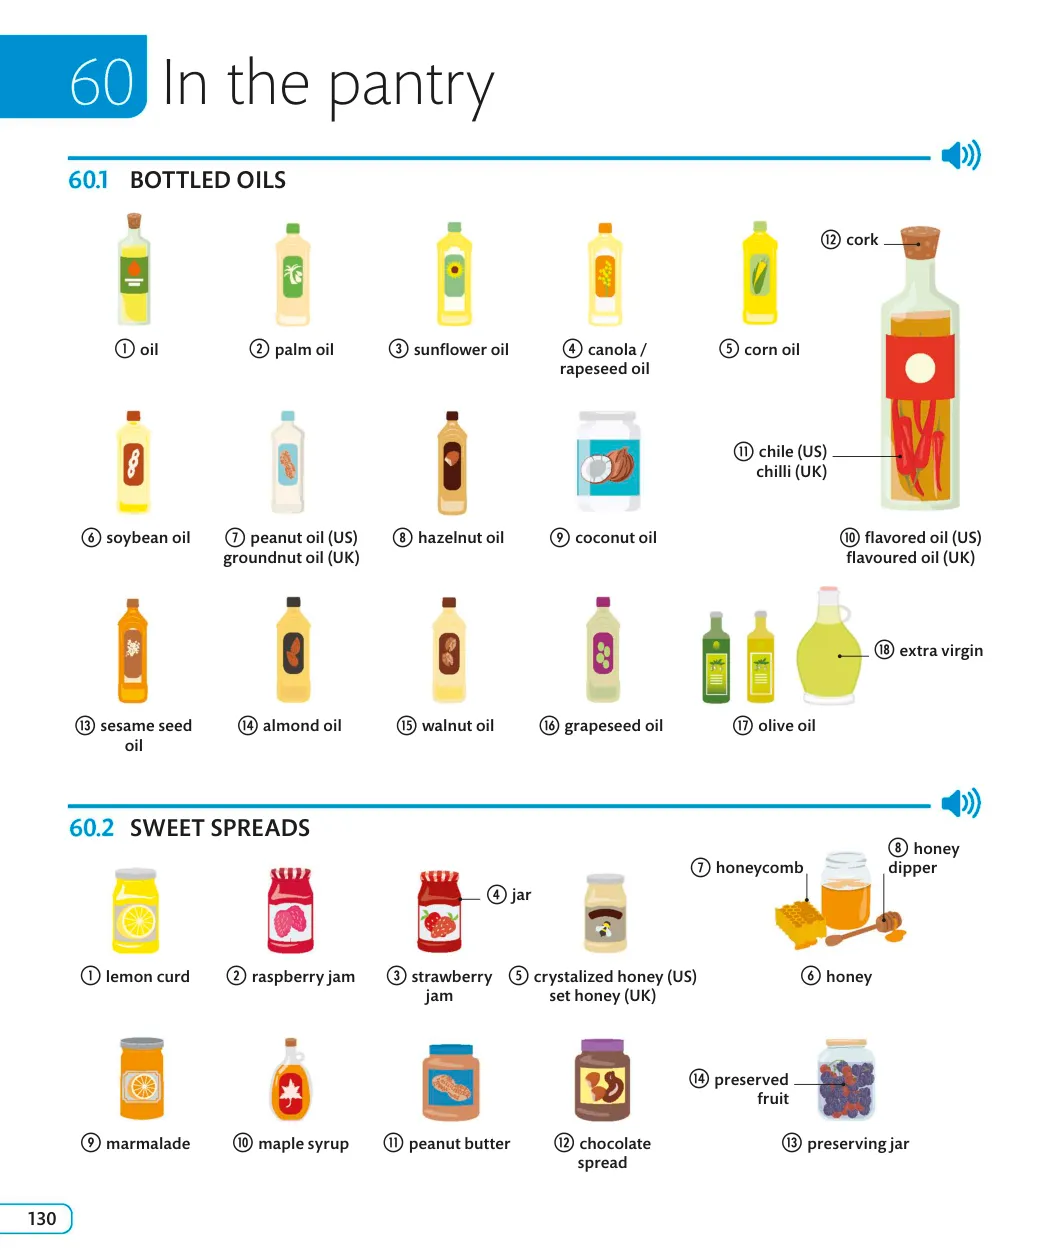 60 In the pantry
60.1 BOTTLED OILS
① oil
② palm oil
③ sunflower oil
④ canola /
rapeseed oil
⑤ corn oil
⑫ cork
⑥ soybean oil
⑦ peanut oil (US)
groundnut oil (UK)
⑧ hazelnut oil
⑨ coconut oil
⑪ chile (US)
chilli (UK)
⑩ flavored oil (US)
flavoured oil (UK)
⑬ sesame seed
oil
⑭ almond oil
⑮ walnut oil
⑯ grapeseed oil
⑰ olive oil
⑱ extra virgin
60.2 SWEET SPREADS
① lemon curd
② raspberry jam
③ strawberry
jam
④ jar
⑤ crystalized honey (US)
set honey (UK)
⑦ honeycomb
⑧ honey
dipper
⑥ honey
⑨ marmalade
⑩ maple syrup
⑪ peanut butter
⑫ chocolate
spread
⑭ preserved
fruit
⑬ preserving jar
130